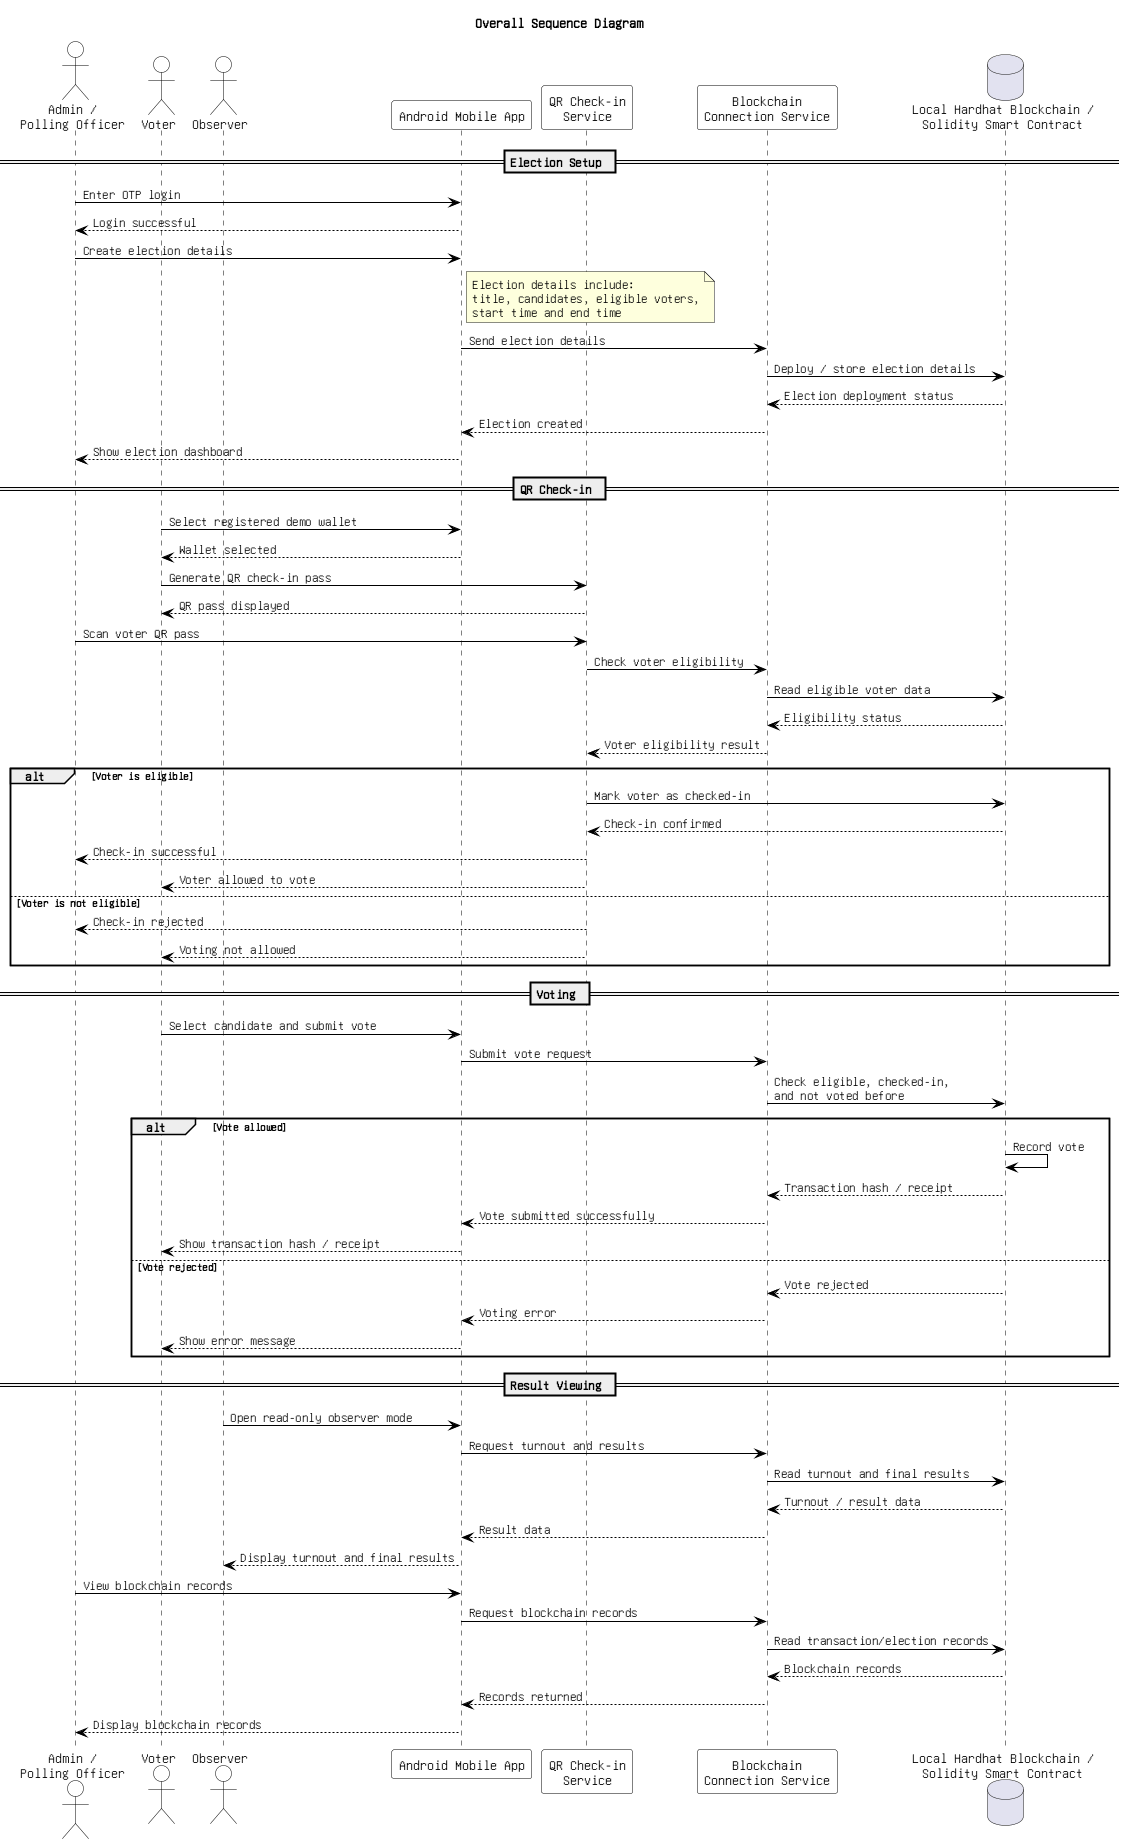 Overall Sequence Diagram
Admin /
Polling Officer
Voter
Observer
Android Mobile App
QR Check-in
Service
Blockchain
Connection Service
Local Hardhat Blockchain /
Solidity Smart Contract
Election Setup
Enter OTP login
Login successful
Create election details
Election details include:
title, candidates, eligible voters,
start time and end time
Send election details
Deploy / store election details
Election deployment status
Election created
Show election dashboard
QR Check-in
Select registered demo wallet
Wallet selected
Generate QR check-in pass
QR pass displayed
Scan voter QR pass
Check voter eligibility
Read eligible voter data
Eligibility status
Voter eligibility result
alt
[Voter is eligible]
Mark voter as checked-in
Check-in confirmed
Check-in successful
Voter allowed to vote
[Voter is not eligible]
Check-in rejected
Voting not allowed
Voting
Select candidate and submit vote
Submit vote request
Check eligible, checked-in,
and not voted before
alt
[Vote allowed]
Record vote
Transaction hash / receipt
Vote submitted successfully
Show transaction hash / receipt
[Vote rejected]
Vote rejected
Voting error
Show error message
Result Viewing
Open read-only observer mode
Request turnout and results
Read turnout and final results
Turnout / result data
Result data
Display turnout and final results
View blockchain records
Request blockchain records
Read transaction/election records
Blockchain records
Records returned
Display blockchain records
Admin /
Polling Officer
Voter
Observer
Android Mobile App
QR Check-in
Service
Blockchain
Connection Service
Local Hardhat Blockchain /
Solidity Smart Contract